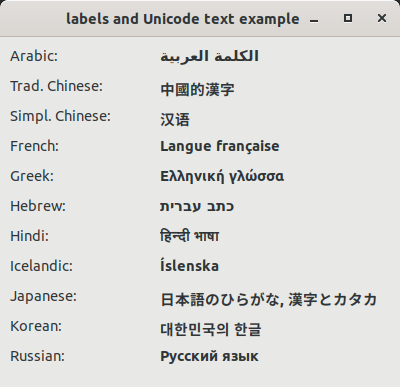 labels and Unicode text example
Arabic: الكلمة العربية
Trad. Chinese: 中國的漢字
Simpl. Chinese: 汉语
French: Langue française
Greek: Ελληνική γλώσσα
Hebrew: כתב עברית
Hindi: हिन्दी भाषा
Icelandic: Íslenska
Japanese: 日本語のひらがな, 漢字とカタカ
Korean: 대한민국의 한글
Russian: Русский язык